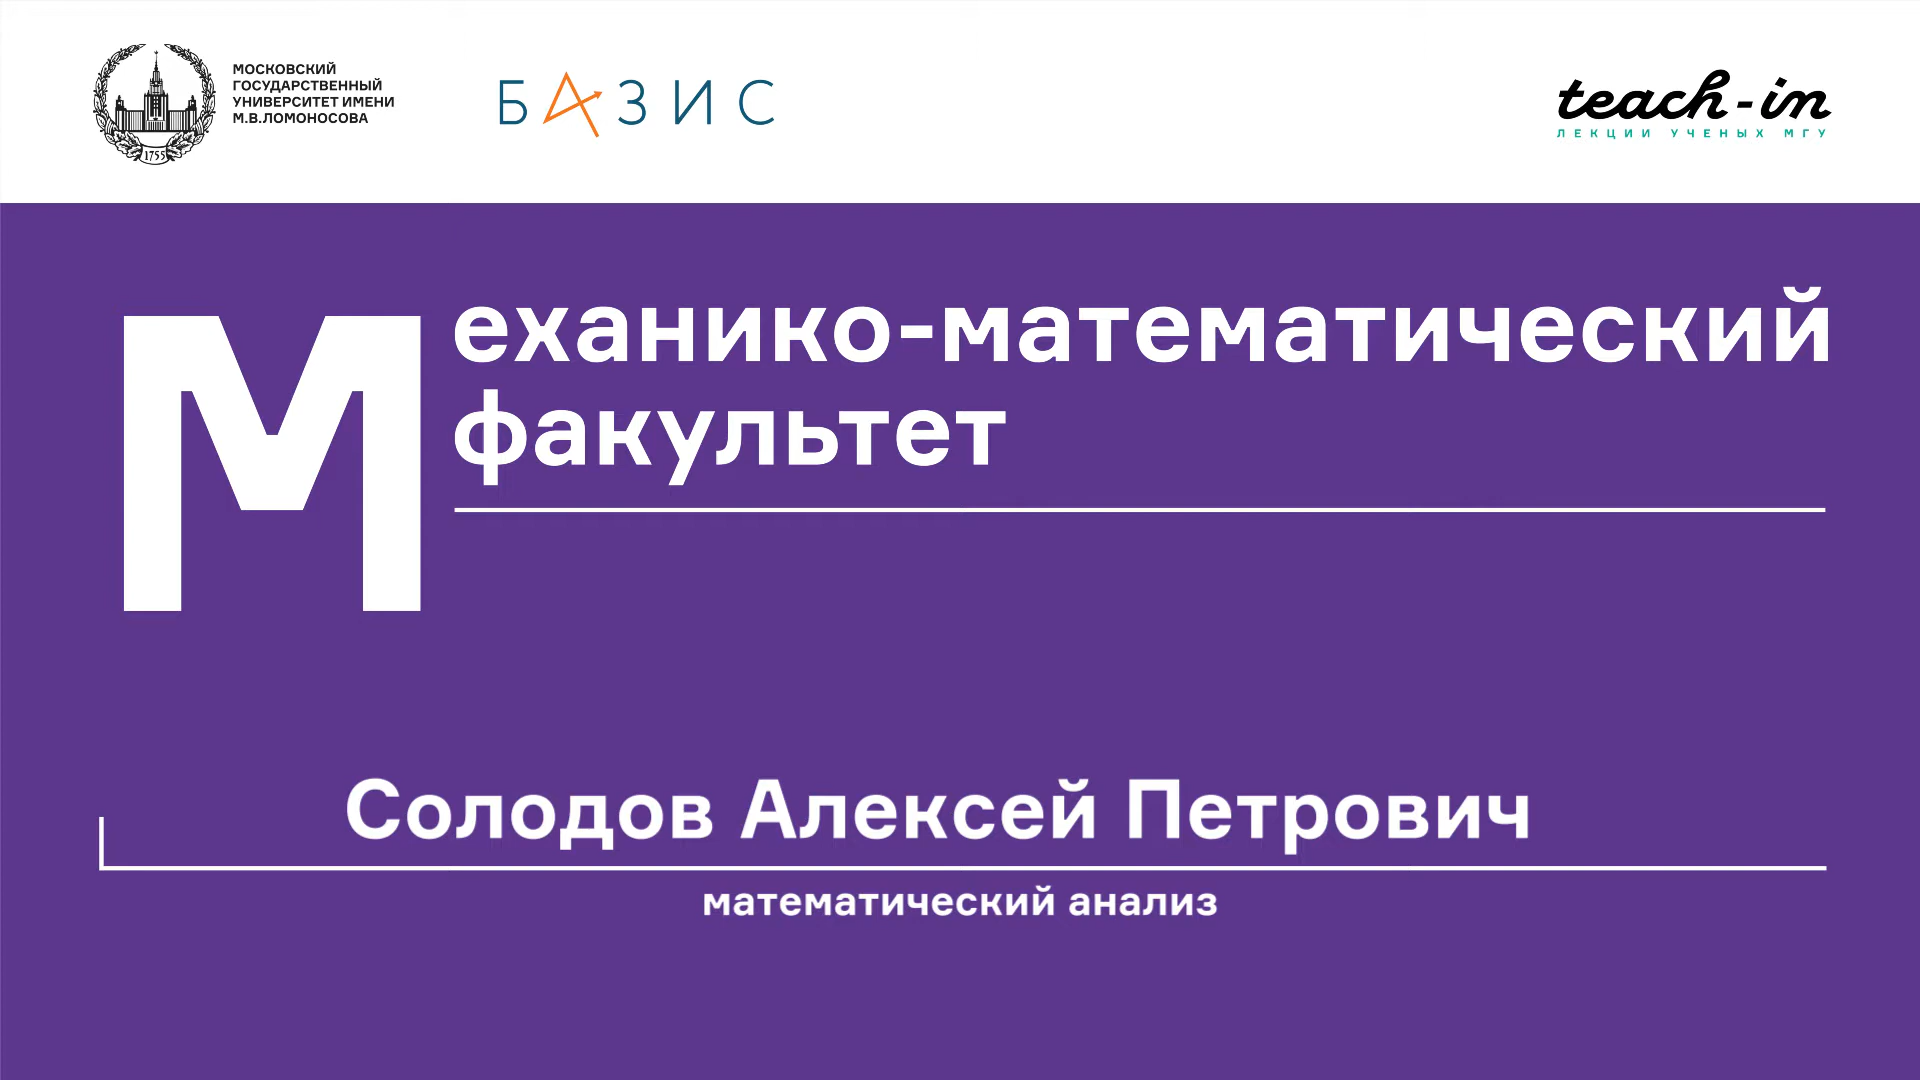 МОСКОВСКИЙ
ГОСУДАРСТВЕННЫЙ
УНИВЕРСИТЕТ ИМЕНИ
М.В.ЛОМОНОСОВА
1755
БАЗИС
teach-in
ЛЕКЦИИ УЧЕНЫХ МГУ
Механико-математический
факультет
Солодов Алексей Петрович
математический анализ